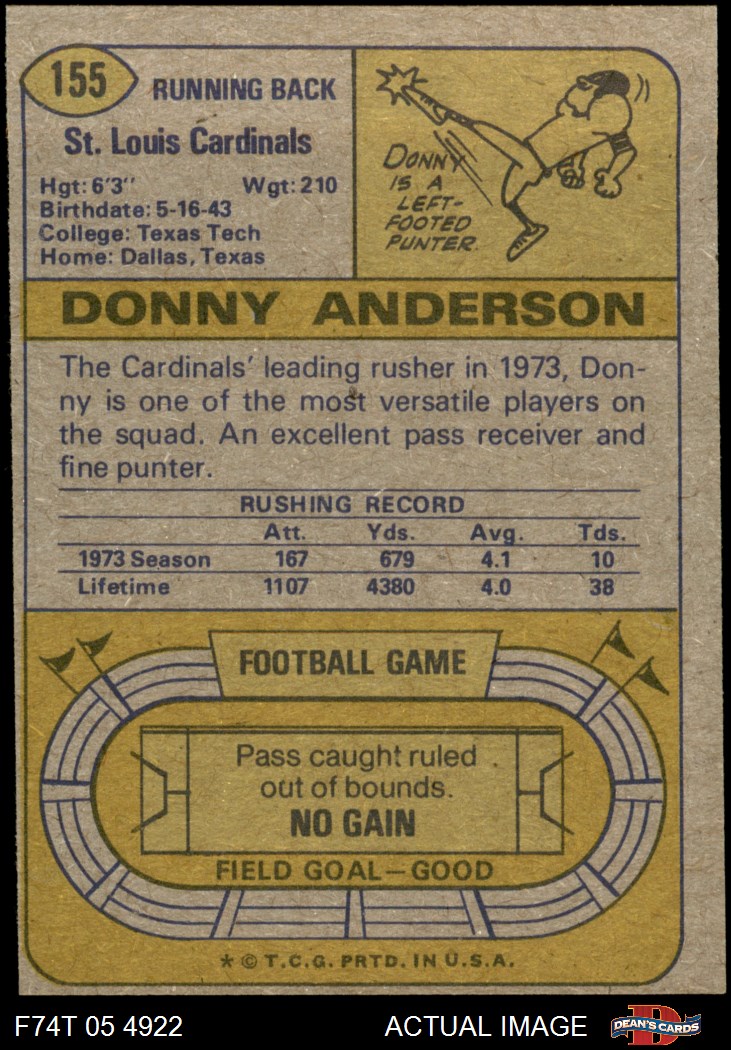 155
RUNNING BACK
St. Louis Cardinals
Hgt: 6'3" Wgt: 210
Birthdate: 5-16-43
College: Texas Tech
Home: Dallas, Texas
DONNY
IS A
LEFT-
FOOTED
PUNTER.
DONNY ANDERSON
The Cardinals' leading rusher in 1973, Don-
ny is one of the most versatile players on
the squad. An excellent pass receiver and
fine punter.
RUSHING RECORD
Att. Yds. Avg. Tds.
1973 Season 167 679 4.1 10
Lifetime 1107 4380 4.0 38
FOOTBALL GAME
Pass caught ruled
out of bounds.
NO GAIN
FIELD GOAL—GOOD
* © T.C.G. PRTD. IN U.S.A.
F74T 05 4922 ACTUAL IMAGE D DEAN'S CARDS